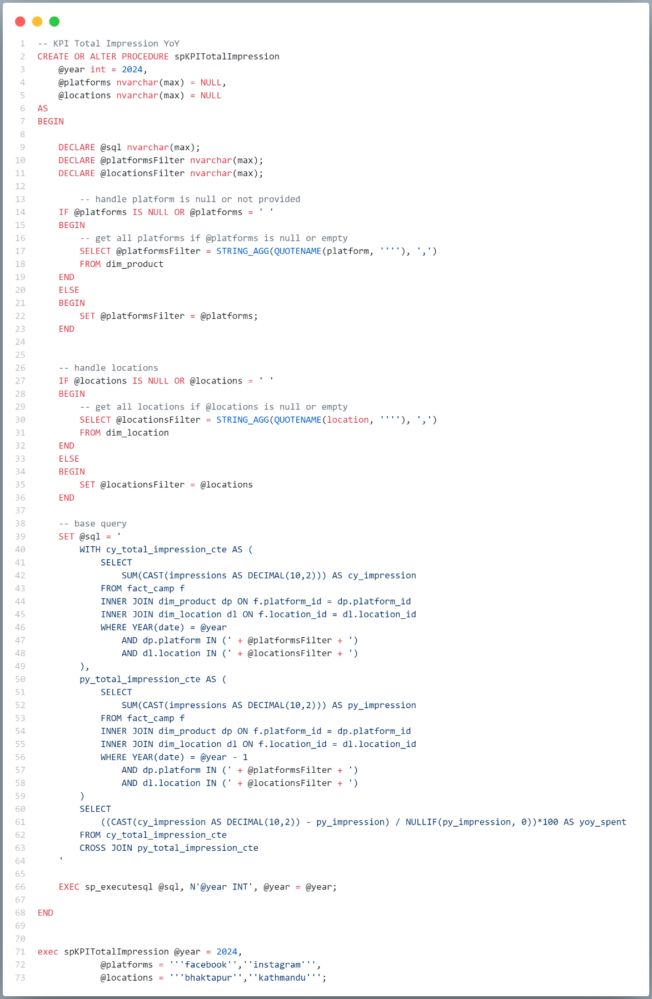 1 -- KPI Total Impression YoY
2 CREATE OR ALTER PROCEDURE spKPITotalImpression
3     @year int = 2024,
4     @platforms nvarchar(max) = NULL,
5     @locations nvarchar(max) = NULL
6 AS
7 BEGIN
8
9     DECLARE @sql nvarchar(max);
10     DECLARE @platformsFilter nvarchar(max);
11     DECLARE @locationsFilter nvarchar(max);
12
13         -- handle platform is null or not provided
14     IF @platforms IS NULL OR @platforms = ' '
15     BEGIN
16         -- get all platforms if @platforms is null or empty
17         SELECT @platformsFilter = STRING_AGG(QUOTENAME(platform, ''''), ',')
18         FROM dim_product
19     END
20     ELSE
21     BEGIN
22         SET @platformsFilter = @platforms;
23     END
24
25
26     -- handle locations
27     IF @locations IS NULL OR @locations = ' '
28     BEGIN
29         -- get all locations if @locations is null or empty
30         SELECT @locationsFilter = STRING_AGG(QUOTENAME(location, ''''), ',')
31         FROM dim_location
32     END
33     ELSE
34     BEGIN
35         SET @locationsFilter = @locations
36     END
37
38     -- base query
39     SET @sql = '
40         WITH cy_total_impression_cte AS (
41             SELECT
42                 SUM(CAST(impressions AS DECIMAL(10,2))) AS cy_impression
43             FROM fact_camp f
44             INNER JOIN dim_product dp ON f.platform_id = dp.platform_id
45             INNER JOIN dim_location dl ON f.location_id = dl.location_id
46             WHERE YEAR(date) = @year
47                 AND dp.platform IN (' + @platformsFilter + ')
48                 AND dl.location IN (' + @locationsFilter + ')
49         ),
50         py_total_impression_cte AS (
51             SELECT
52                 SUM(CAST(impressions AS DECIMAL(10,2))) AS py_impression
53             FROM fact_camp f
54             INNER JOIN dim_product dp ON f.platform_id = dp.platform_id
55             INNER JOIN dim_location dl ON f.location_id = dl.location_id
56             WHERE YEAR(date) = @year - 1
57                 AND dp.platform IN (' + @platformsFilter + ')
58                 AND dl.location IN (' + @locationsFilter + ')
59         )
60         SELECT
61             ((CAST(cy_impression AS DECIMAL(10,2)) - py_impression) / NULLIF(py_impression, 0))*100 AS yoy_spent
62         FROM cy_total_impression_cte
63         CROSS JOIN py_total_impression_cte
64     '
65
66     EXEC sp_executesql @sql, N'@year INT', @year = @year;
67
68 END
69
70
71 exec spKPITotalImpression @year = 2024,
72             @platforms = '''facebook'',''instagram''',
73             @locations = '''bhaktapur'',''kathmandu''';